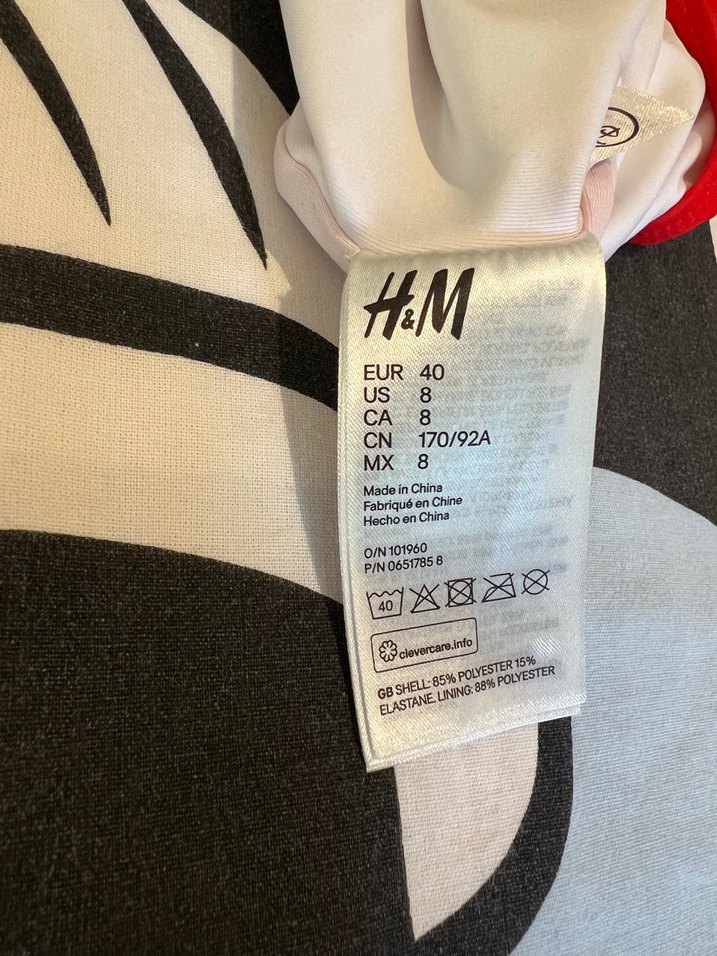 H&M
EUR 40
US 8
CA 8
CN 170/92A
MX 8
Made in China
Fabriqué en Chine
Hecho en China
O/N 101960
P/N 0651785 8
40
clevercare.info
GB SHELL: 85% POLYESTER 15%
ELASTANE. LINING: 88% POLYESTER